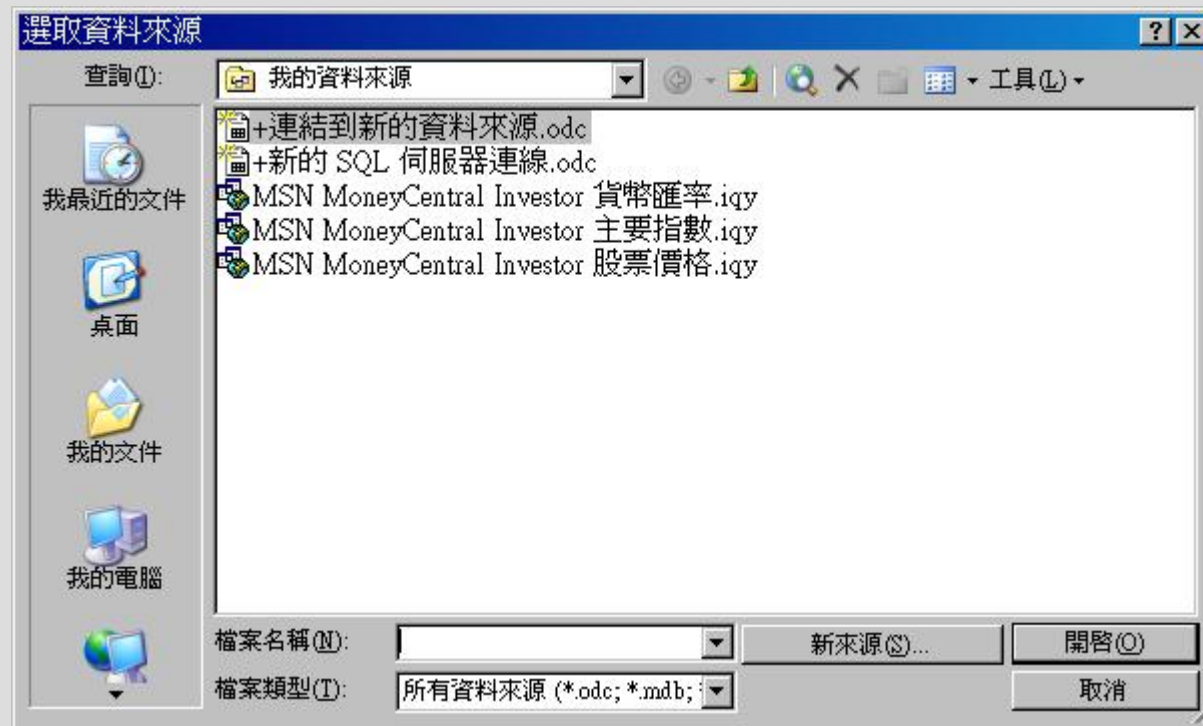 選取資料來源
查詢(I):
我的資料來源
工具(L)
+連結到新的資料來源.odc
+新的 SQL 伺服器連線.odc
MSN MoneyCentral Investor 貨幣匯率.iqy
MSN MoneyCentral Investor 主要指數.iqy
MSN MoneyCentral Investor 股票價格.iqy
我最近的文件
桌面
我的文件
我的電腦
檔案名稱(N):
新來源(S)...
開啓(O)
檔案類型(T):
所有資料來源 (*.odc; *.mdb;
取消